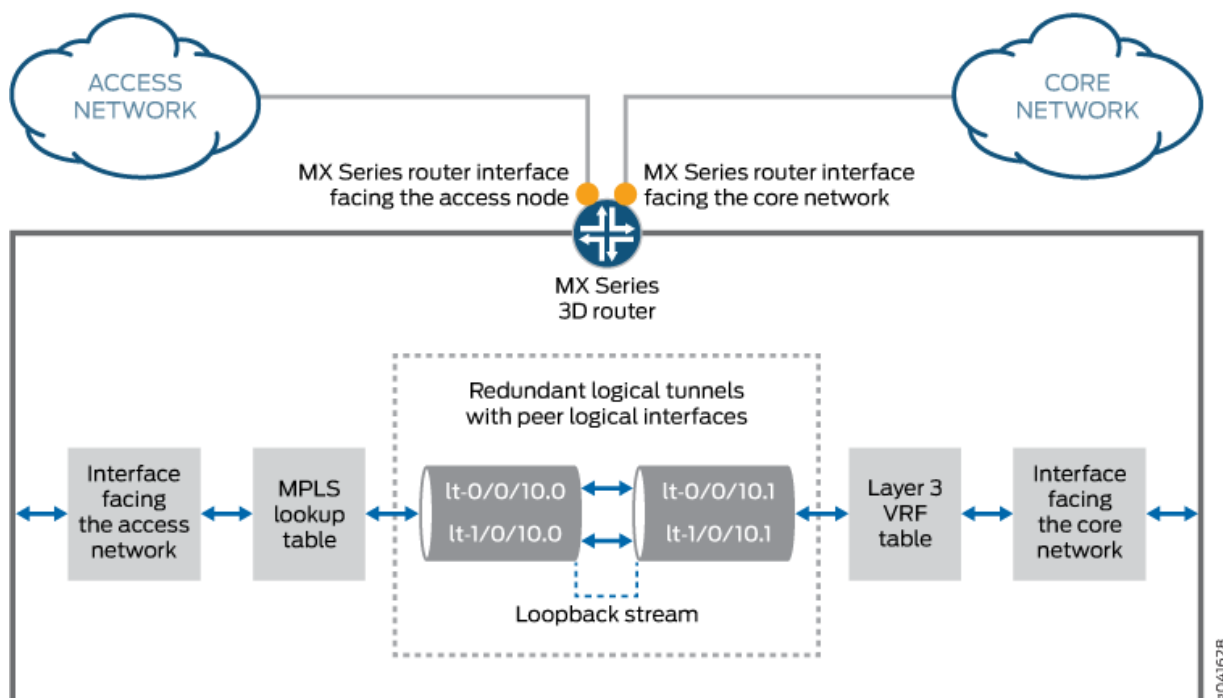 ACCESS
NETWORK
CORE
NETWORK
MX Series router interface
facing the access node
MX Series router interface
facing the core network
MX Series
3D router
Redundant logical tunnels
with peer logical interfaces
Interface
facing
the access
network
MPLS
lookup
table
lt-0/0/10.0
lt-1/0/10.0
lt-0/0/10.1
lt-1/0/10.1
Layer 3
VRF
table
Interface
facing
the core
network
Loopback stream
g041628